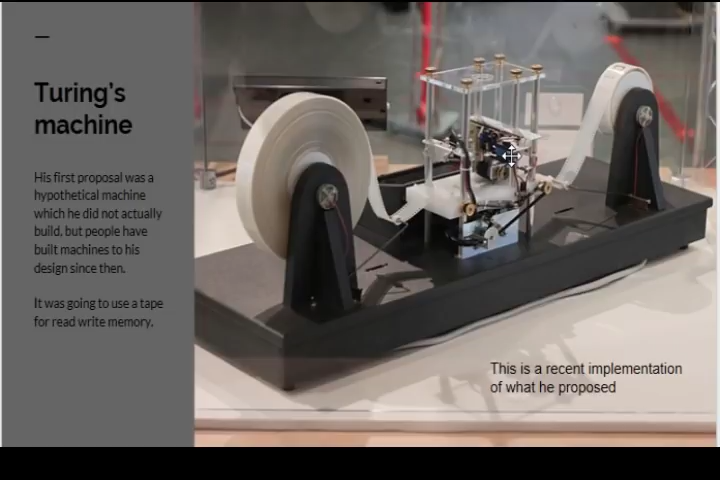 Turing's
machine
His first proposal was a
hypothetical machine
which he did not actually
build, but people have
built machines to his
design since then.
It was going to use a tape
for read write memory.
This is a recent implementation
of what he proposed